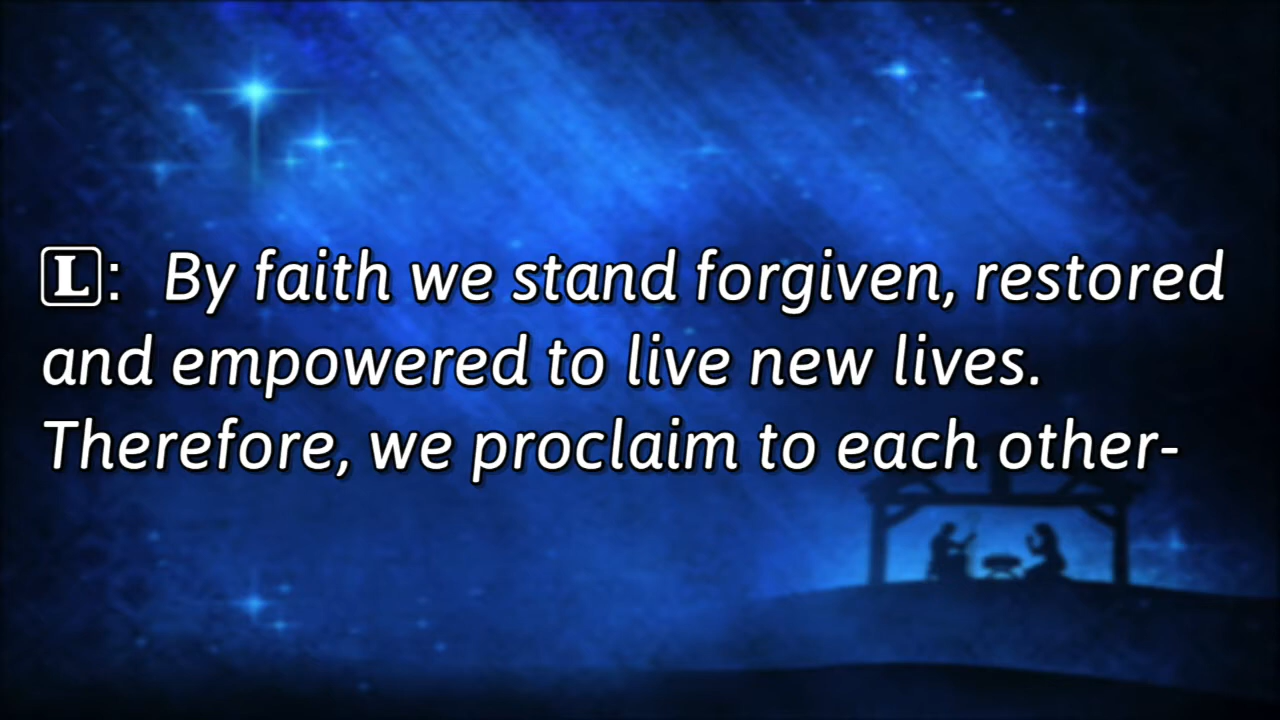 L: By faith we stand forgiven, restored
and empowered to live new lives.
Therefore, we proclaim to each other-